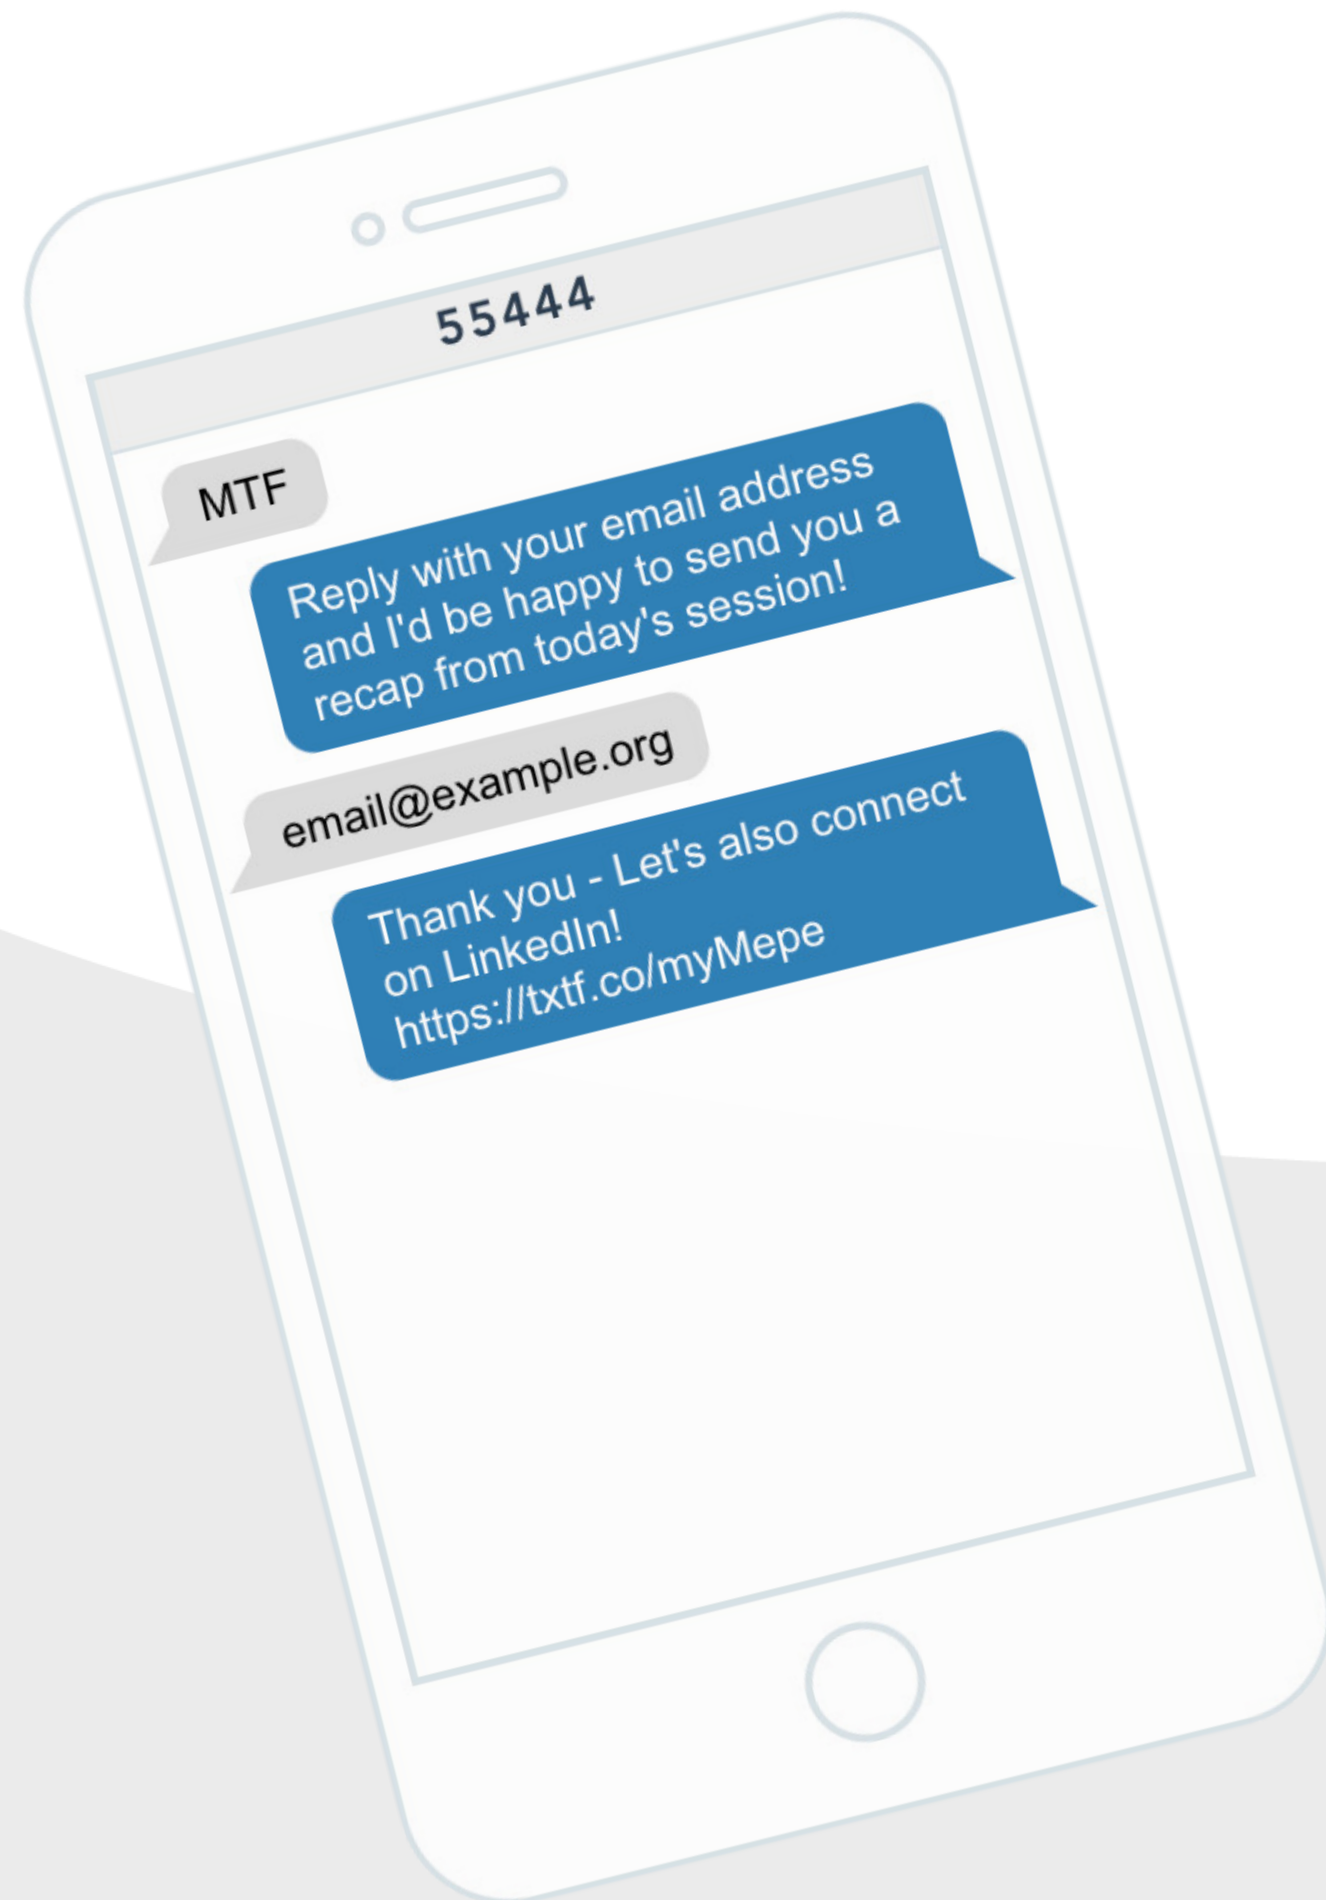 55444
MTF
Reply with your email address
and I'd be happy to send you a
recap from today's session!
email@example.org
Thank you - Let's also connect
on LinkedIn!
https://txtf.co/myMepe